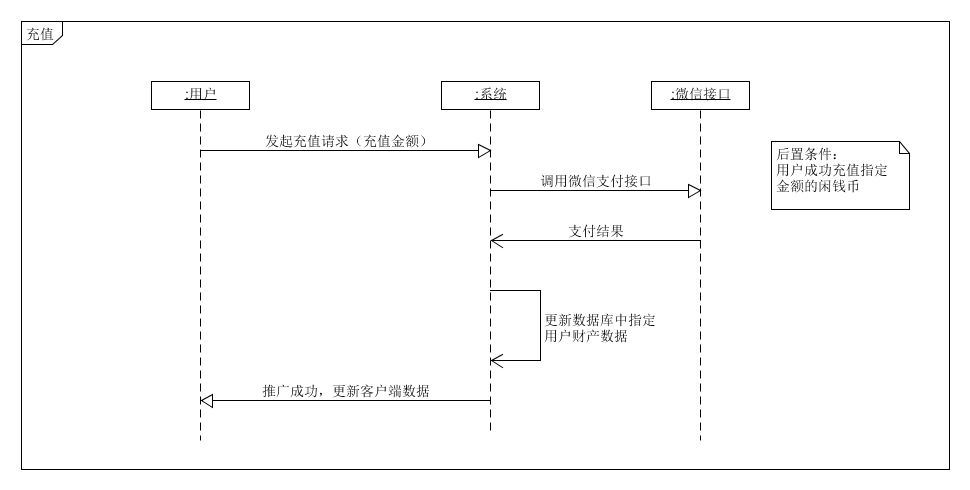 充值
:用户
:系统
:微信接口
发起充值请求（充值金额）
后置条件：
用户成功充值指定
金额的闲钱币
调用微信支付接口
支付结果
更新数据库中指定
用户财产数据
推广成功，更新客户端数据